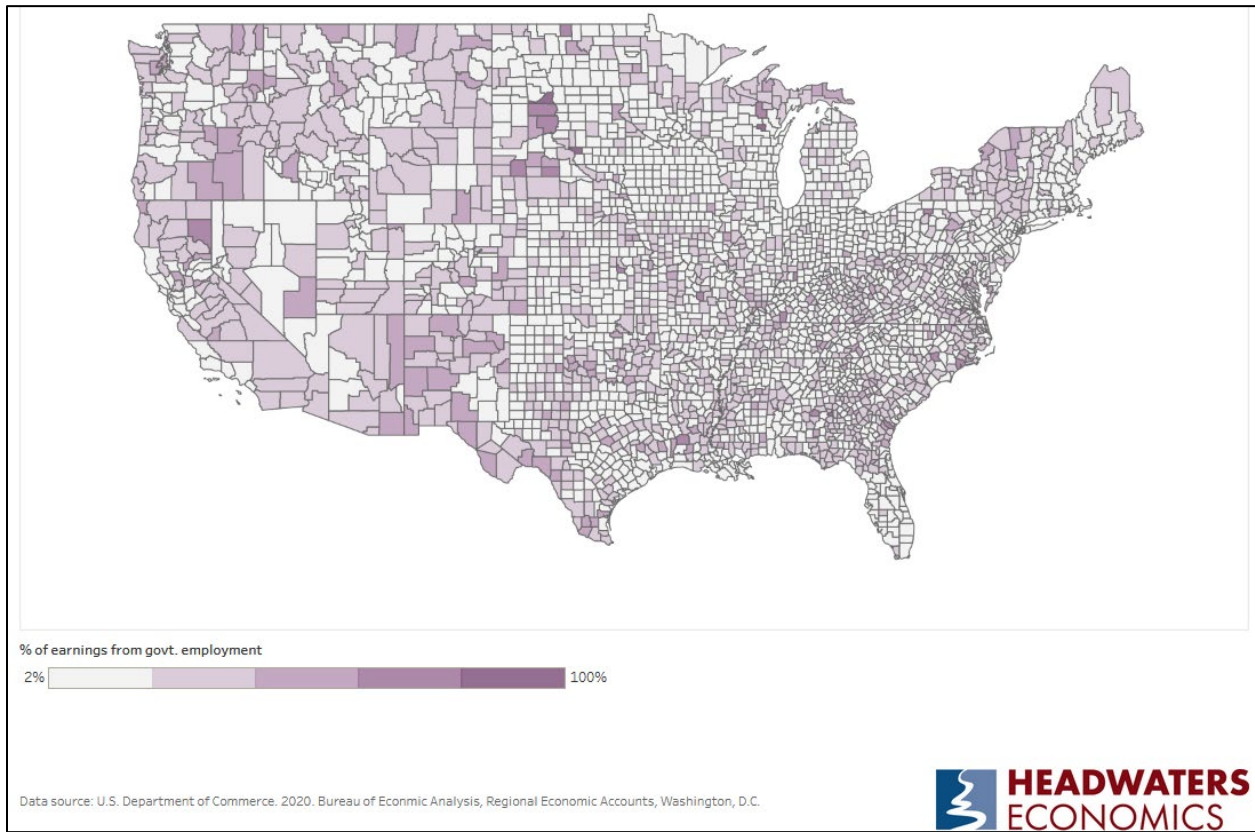 % of earnings from govt. employment
2% 100%
Data source: U.S. Department of Commerce. 2020. Bureau of Econmic Analysis, Regional Economic Accounts, Washington, D.C.
HEADWATERS
ECONOMICS